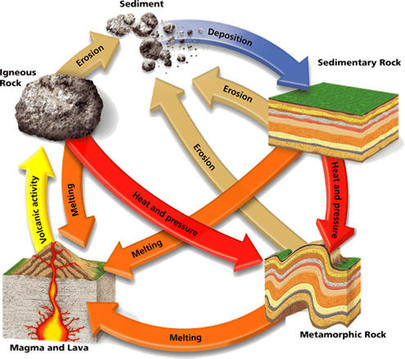 Sediment
Erosion
Deposition
Igneous
Rock
Sedimentary Rock
Erosion
Erosion
Volcanic activity
Melting
Heat and pressure
Heat and pressure
Melting
Melting
Magma and Lava
Metamorphic Rock